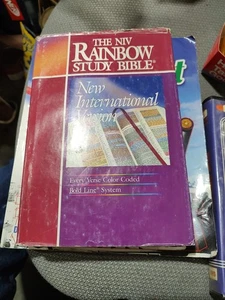 THE NIV
RAINBOW
STUDY BIBLE®
New
International
Version
Every Verse Color Coded
Bold Line® System